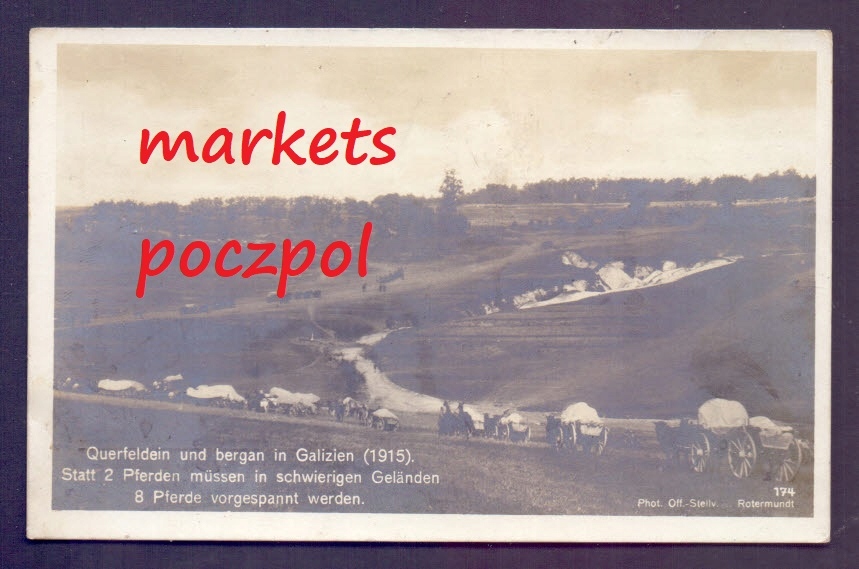 markets
poczpol
Querfeldein und bergan in Galizien (1915).
Statt 2 Pferden müssen in schwierigen Geländen
8 Pferde vorgespannt werden.
174
Phot. Off.-Stellv. Rotermundt